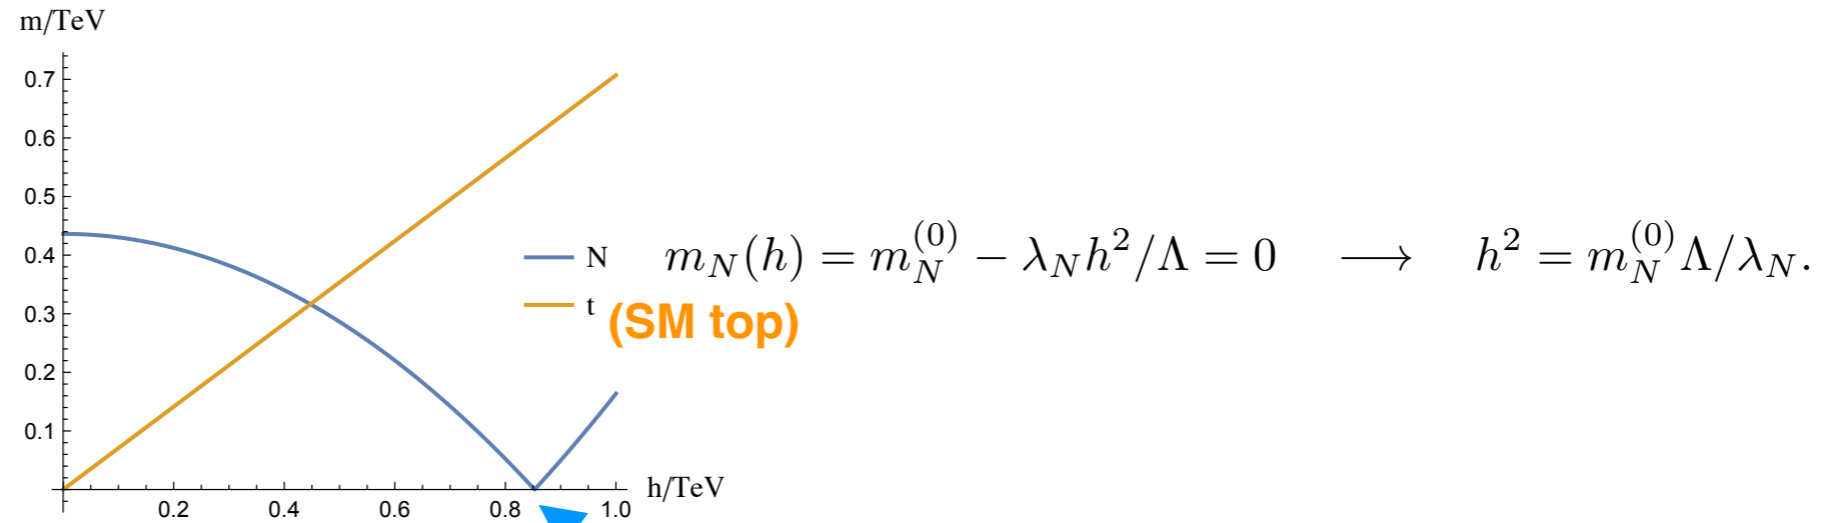 m/TeV
0.7
0.6
0.5
0.4
0.3
0.2
0.1
0.2 0.4 0.6 0.8 1.0
h/TeV
N
t (SM top)
m_N(h) = m_N^{(0)} − λ_N h^2/Λ = 0 ⟶ h^2 = m_N^{(0)} Λ/λ_N.